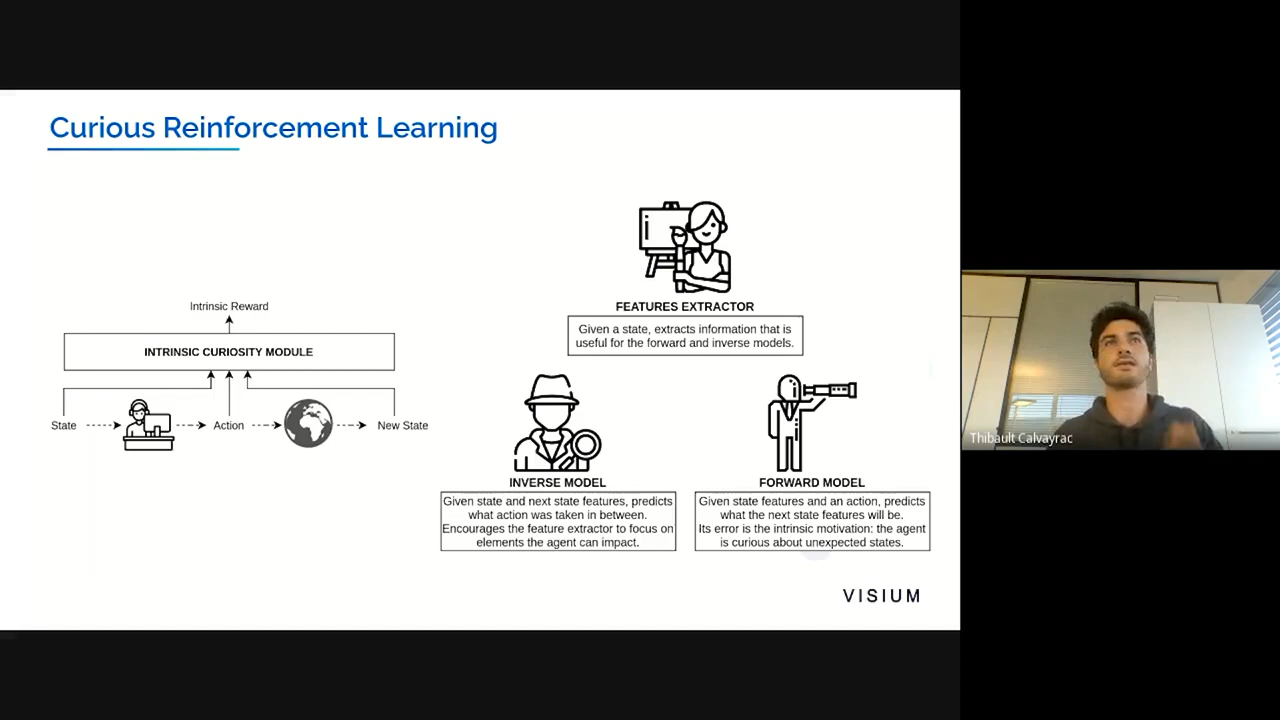 Curious Reinforcement Learning
Intrinsic Reward
INTRINSIC CURIOSITY MODULE
State
Action
New State
FEATURES EXTRACTOR
Given a state, extracts information that is
useful for the forward and inverse models.
INVERSE MODEL
Given state and next state features, predicts
what action was taken in between.
Encourages the feature extractor to focus on
elements the agent can impact.
FORWARD MODEL
Given state features and an action, predicts
what the next state features will be.
Its error is the intrinsic motivation: the agent
is curious about unexpected states.
VISIUM
Thibault Calvayrac